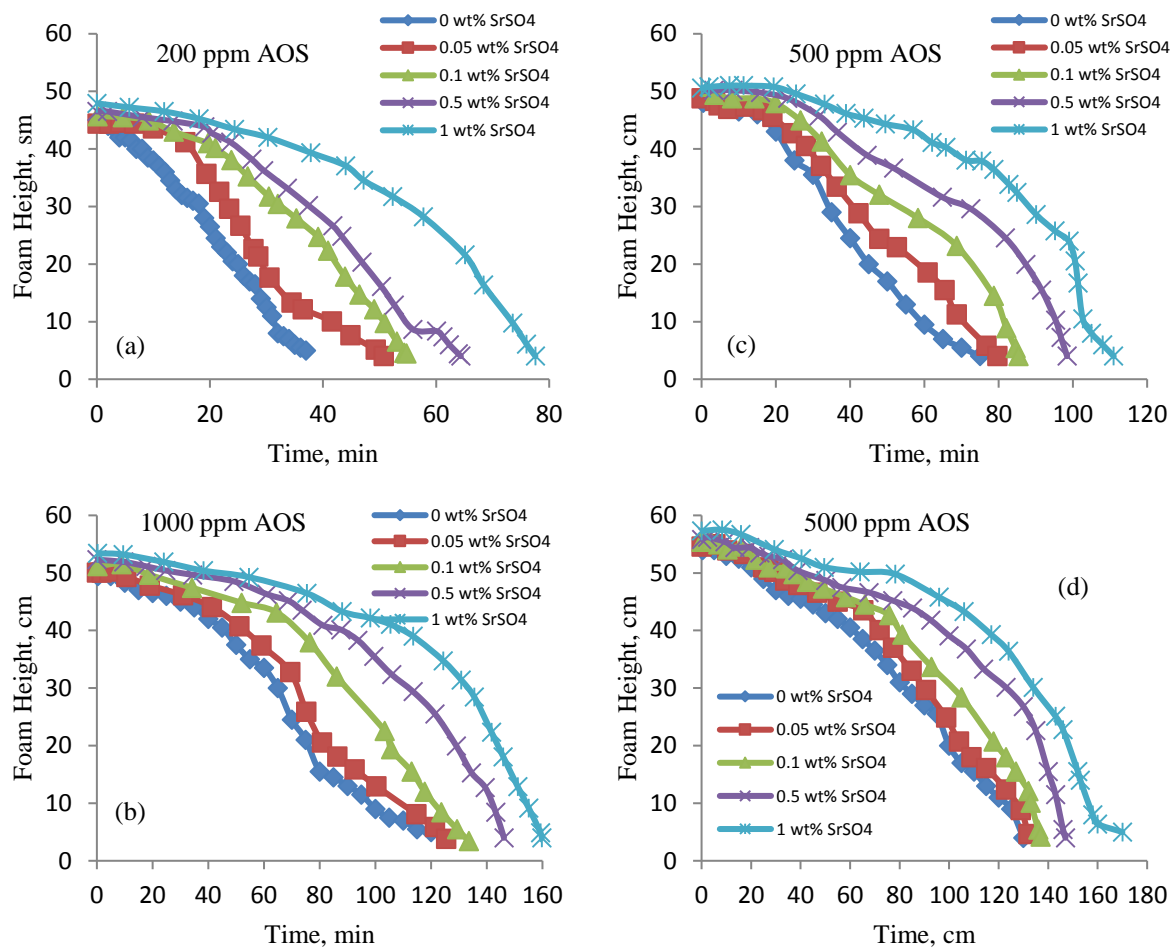 60
50
40
30
20
10
0
Foam Height, sm
200 ppm AOS
0 wt% SrSO4
0.05 wt% SrSO4
0.1 wt% SrSO4
0.5 wt% SrSO4
1 wt% SrSO4
(a)
0 20 40 60 80
Time, min
60
50
40
30
20
10
0
Foam Height, cm
500 ppm AOS
0 wt% SrSO4
0.05 wt% SrSO4
0.1 wt% SrSO4
0.5 wt% SrSO4
1 wt% SrSO4
(c)
0 20 40 60 80 100 120
Time, min
60
50
40
30
20
10
0
Foam Height, cm
1000 ppm AOS
0 wt% SrSO4
0.05 wt% SrSO4
0.1 wt% SrSO4
0.5 wt% SrSO4
1 wt% SrSO4
(b)
0 20 40 60 80 100 120 140 160
Time, min
60
50
40
30
20
10
0
Foam Height, cm
5000 ppm AOS
(d)
0 wt% SrSO4
0.05 wt% SrSO4
0.1 wt% SrSO4
0.5 wt% SrSO4
1 wt% SrSO4
0 20 40 60 80 100 120 140 160 180
Time, cm